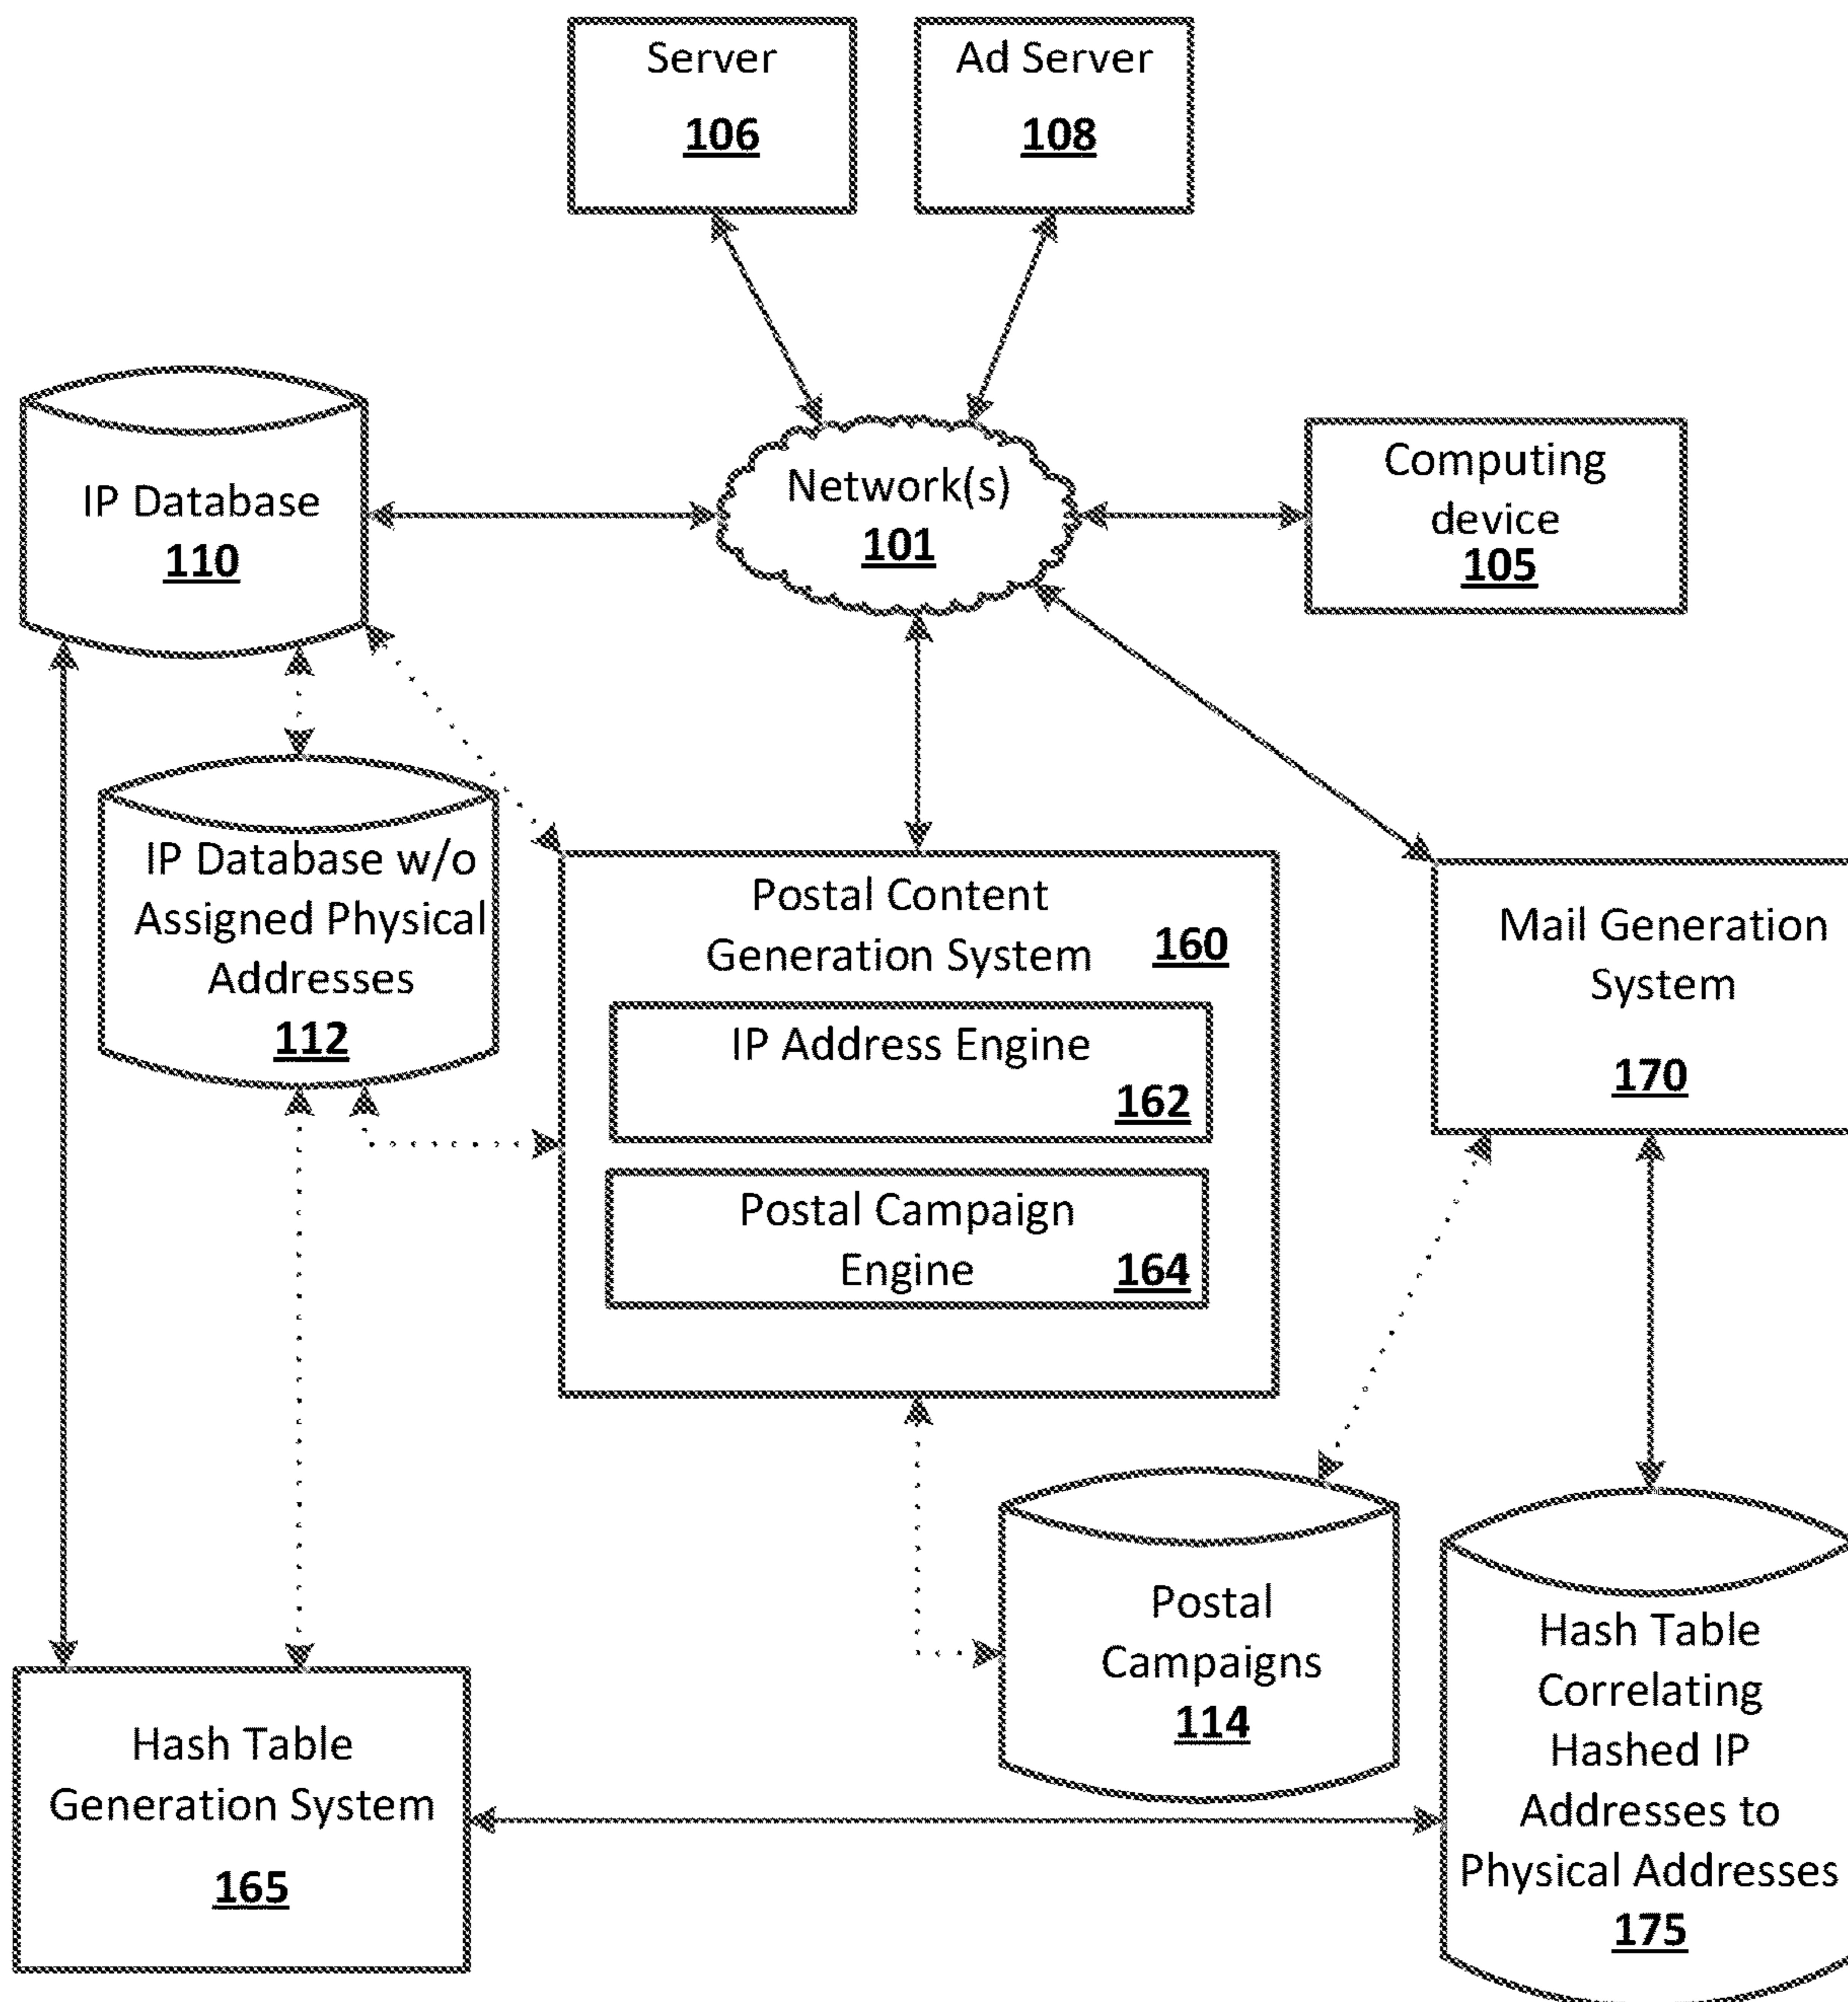 Server
106
Ad Server
108
IP Database
110
Network(s)
101
Computing
device
105
IP Database w/o
Assigned Physical
Addresses
112
Postal Content
Generation System 160
IP Address Engine
162
Postal Campaign
Engine 164
Mail Generation
System
170
Postal
Campaigns
114
Hash Table
Generation System
165
Hash Table
Correlating
Hashed IP
Addresses to
Physical Addresses
175